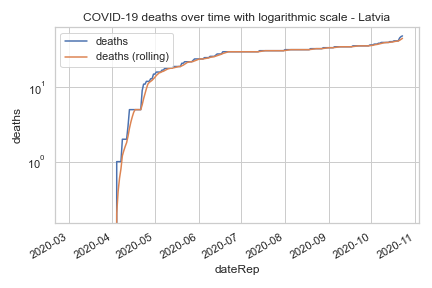 COVID-19 deaths over time with logarithmic scale - Latvia
deaths
deaths (rolling)
10¹
10⁰
deaths
2020-03
2020-04
2020-05
2020-06
2020-07
2020-08
2020-09
2020-10
2020-11
dateRep